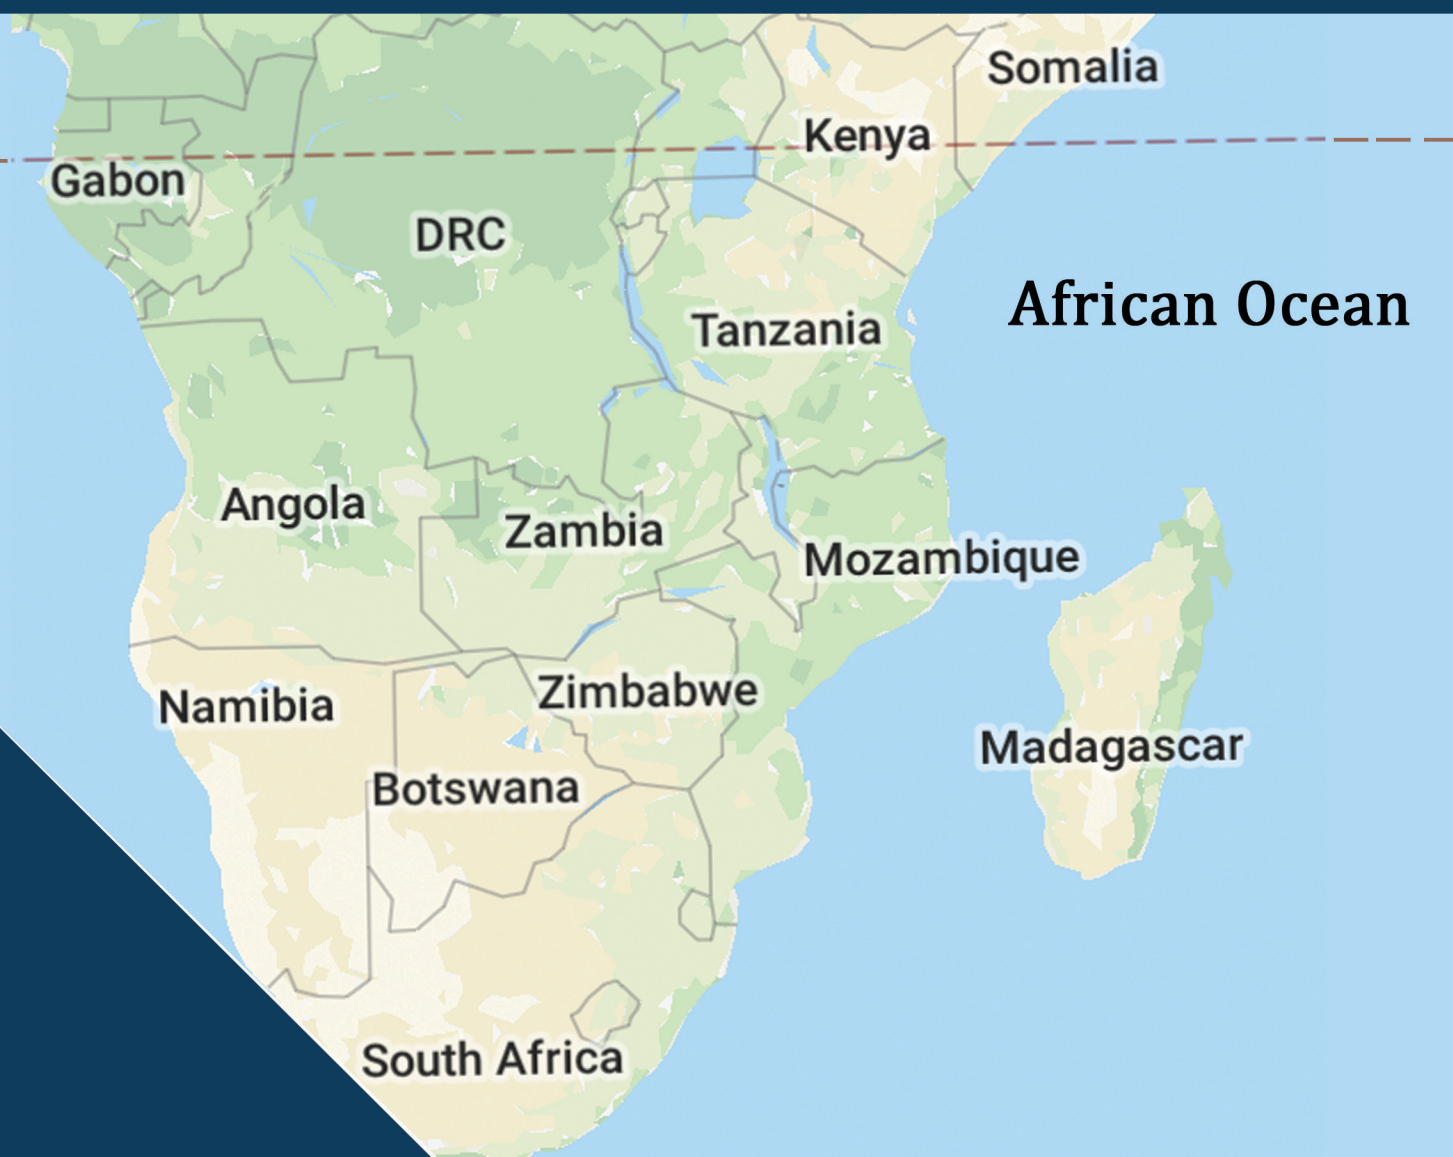 Somalia
Kenya
Gabon
DRC
African Ocean
Tanzania
Angola
Zambia
Mozambique
Zimbabwe
Namibia
Madagascar
Botswana
South Africa